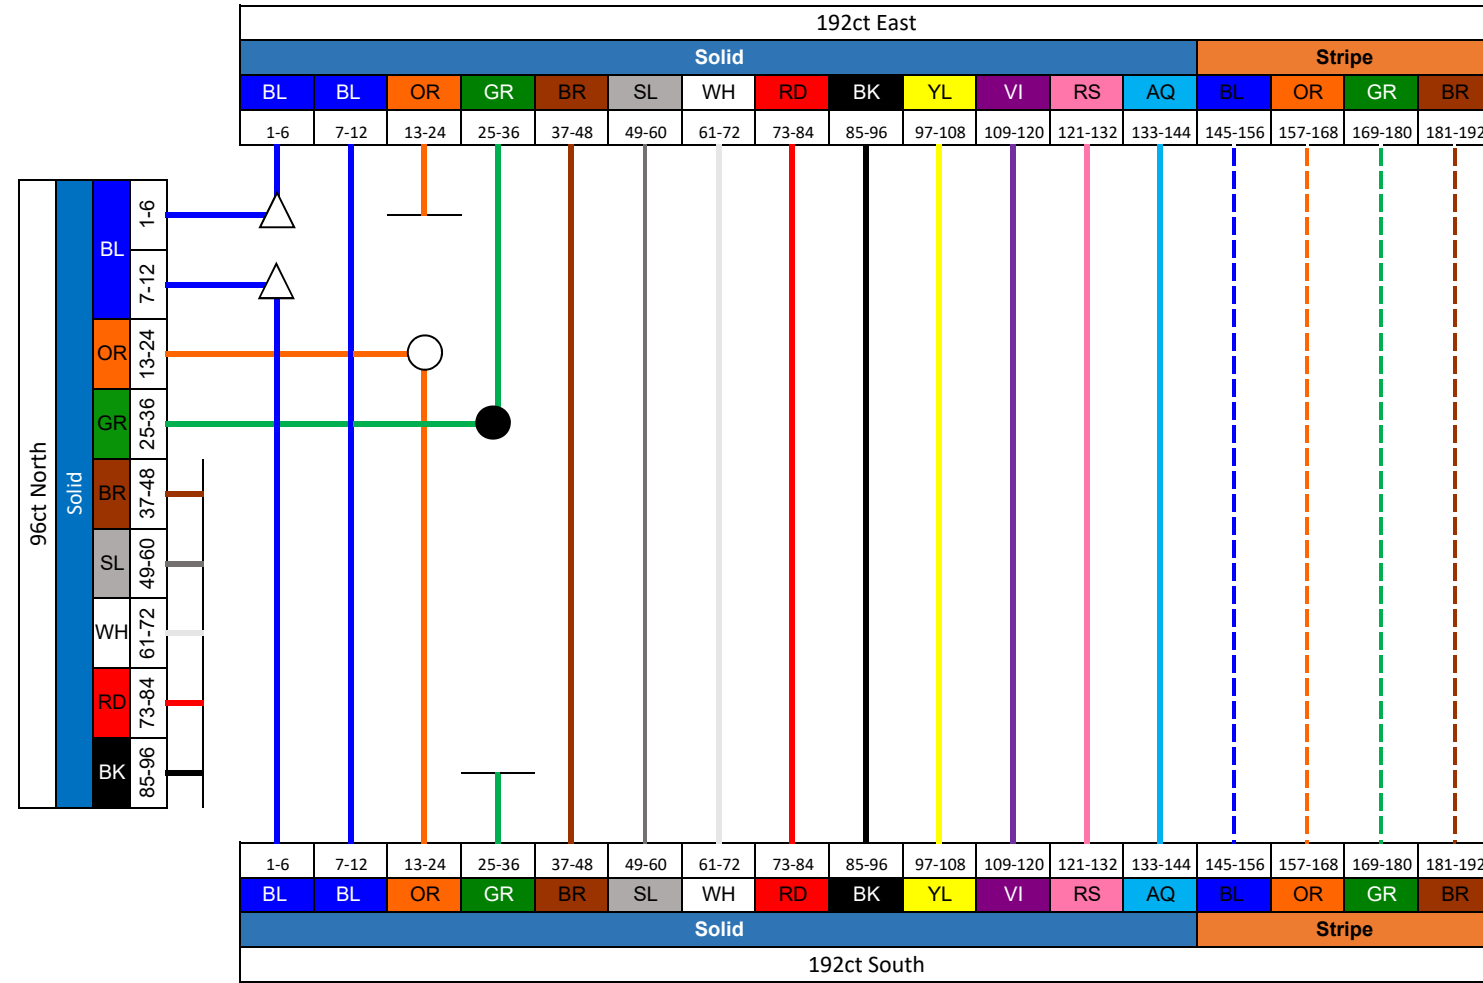 192ct East
Solid Stripe
BL BL OR GR BR SL WH RD BK YL VI RS AQ BL OR GR BR
1-6 7-12 13-24 25-36 37-48 49-60 61-72 73-84 85-96 97-108 109-120 121-132 133-144 145-156 157-168 169-180 181-192
96ct North
Solid
BL 1-6
7-12
OR 13-24
GR 25-36
BR 37-48
SL 49-60
WH 61-72
RD 73-84
BK 85-96
1-6 7-12 13-24 25-36 37-48 49-60 61-72 73-84 85-96 97-108 109-120 121-132 133-144 145-156 157-168 169-180 181-192
BL BL OR GR BR SL WH RD BK YL VI RS AQ BL OR GR BR
Solid Stripe
192ct South